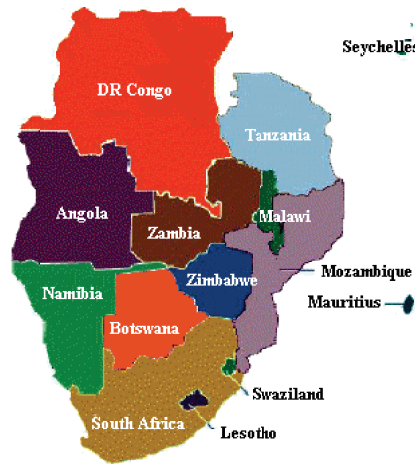 Seychelles
DR Congo
Tanzania
Angola
Malawi
Zambia
Mozambique
Zimbabwe
Namibia
Mauritius
Botswana
Swaziland
South Africa
Lesotho